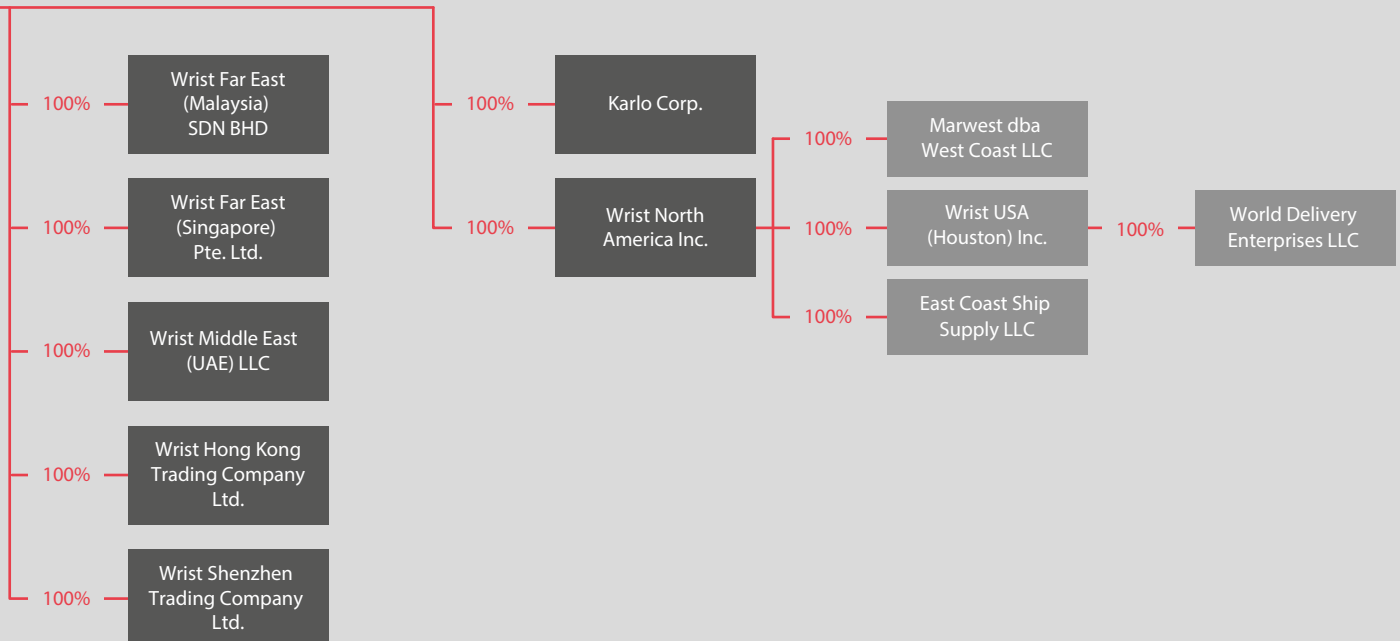 100%
Wrist Far East
(Malaysia)
SDN BHD
100%
Wrist Far East
(Singapore)
Pte. Ltd.
100%
Wrist Middle East
(UAE) LLC
100%
Wrist Hong Kong
Trading Company
Ltd.
100%
Wrist Shenzhen
Trading Company
Ltd.
100%
Karlo Corp.
100%
Wrist North
America Inc.
100%
Marwest dba
West Coast LLC
100%
Wrist USA
(Houston) Inc.
100%
World Delivery
Enterprises LLC
100%
East Coast Ship
Supply LLC